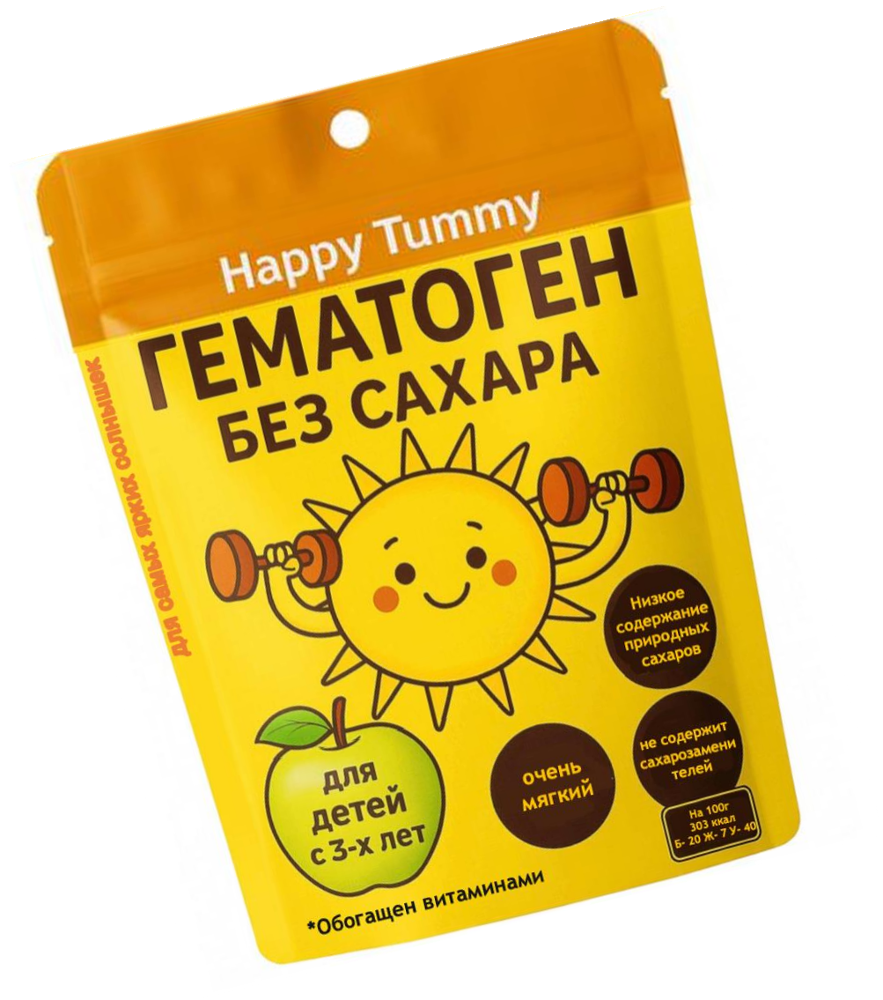 Happy Tummy
ГЕМАТОГЕН
БЕЗ САХАРА
Для самых ярких солнышек
Низкое
содержание
природных
сахаров
не содержит
сахарозамени
телей
очень
мягкий
для
детей
с 3-х лет
На 100г
303 ккал
Б- 20 Ж- 7 У- 40
*Обогащен витаминами